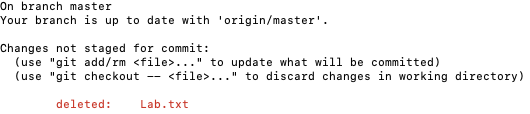 On branch master
Your branch is up to date with 'origin/master'.
Changes not staged for commit:
  (use "git add/rm <file>..." to update what will be committed)
  (use "git checkout -- <file>..." to discard changes in working directory)
        deleted:    Lab.txt